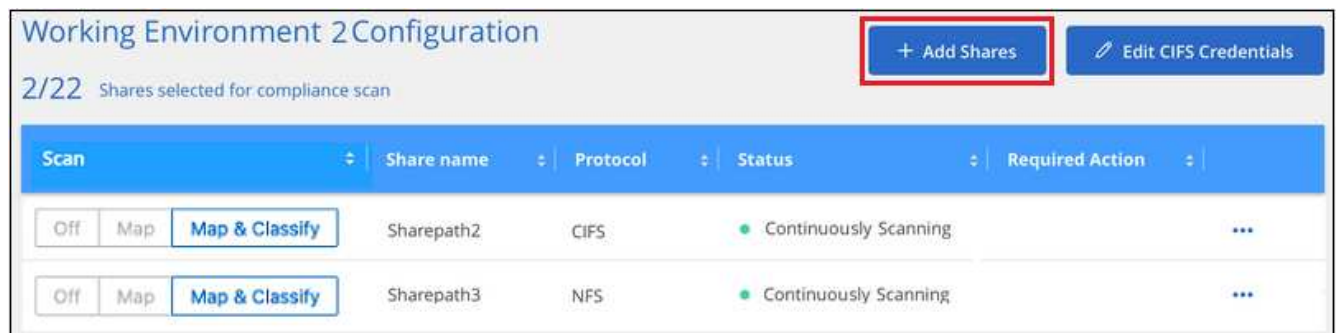 Working Environment 2 Configuration
+ Add Shares
Edit CIFS Credentials
2/22 Shares selected for compliance scan
Scan Share name Protocol Status Required Action
Off Map Map & Classify Sharepath2 CIFS Continuously Scanning •••
Off Map Map & Classify Sharepath3 NFS Continuously Scanning •••